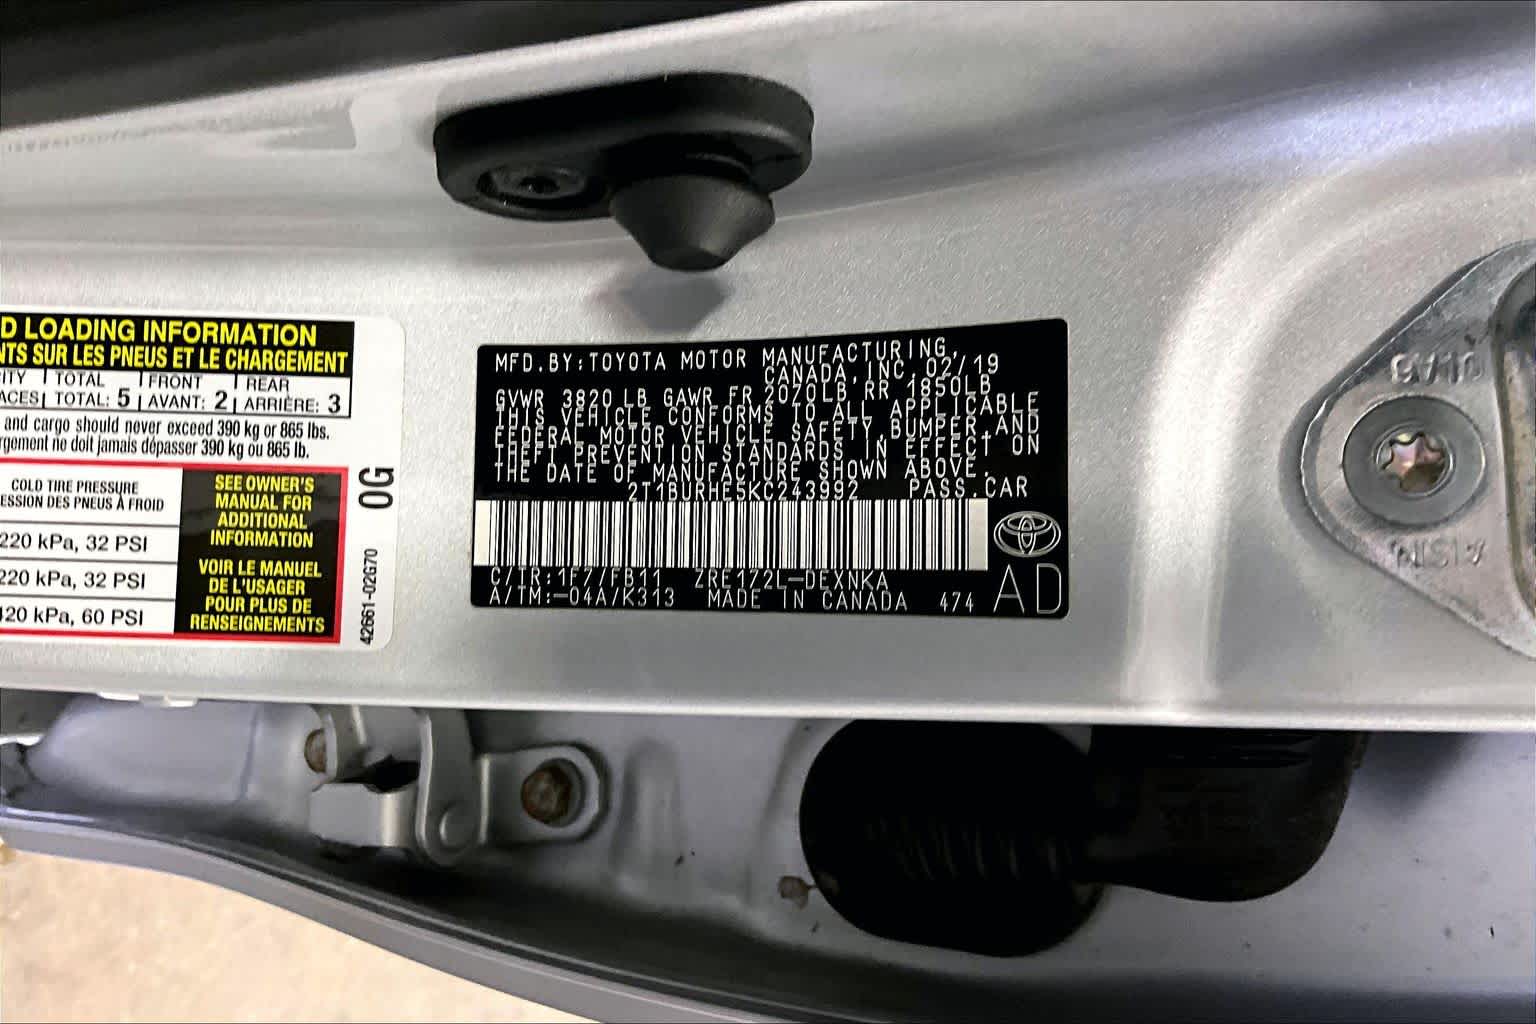 D LOADING INFORMATION
NTS SUR LES PNEUS ET LE CHARGEMENT
ITY TOTAL FRONT REAR
ACES TOTAL: 5 AVANT: 2 ARRIÈRE: 3
and cargo should never exceed 390 kg or 865 lbs.
rgement ne doit jamais dépasser 390 kg ou 865 lb.
COLD TIRE PRESSURE
ESSION DES PNEUS À FROID
220 kPa, 32 PSI
220 kPa, 32 PSI
420 kPa, 60 PSI
SEE OWNER'S
MANUAL FOR
ADDITIONAL
INFORMATION
VOIR LE MANUEL
DE L'USAGER
POUR PLUS DE
RENSEIGNEMENTS
0G
42661-02G70
MFD.BY:TOYOTA MOTOR MANUFACTURING,
CANADA,INC. 02/19
GVWR 3820 LB GAWR FR 2020LB RR 1850LB
THIS VEHICLE CONFORMS TO ALL APPLICABLE
FEDERAL MOTOR VEHICLE SAFETY,BUMPER,AND
THEFT PREVENTION STANDARDS IN EFFECT ON
THE DATE OF MANUFACTURE SHOWN ABOVE.
2T1BURHE5KC243992 PASS.CAR
C/TR:1F7/FB11 ZRE172L-DEXNKA
A/TM:-04A/K313 MADE IN CANADA 474
AD